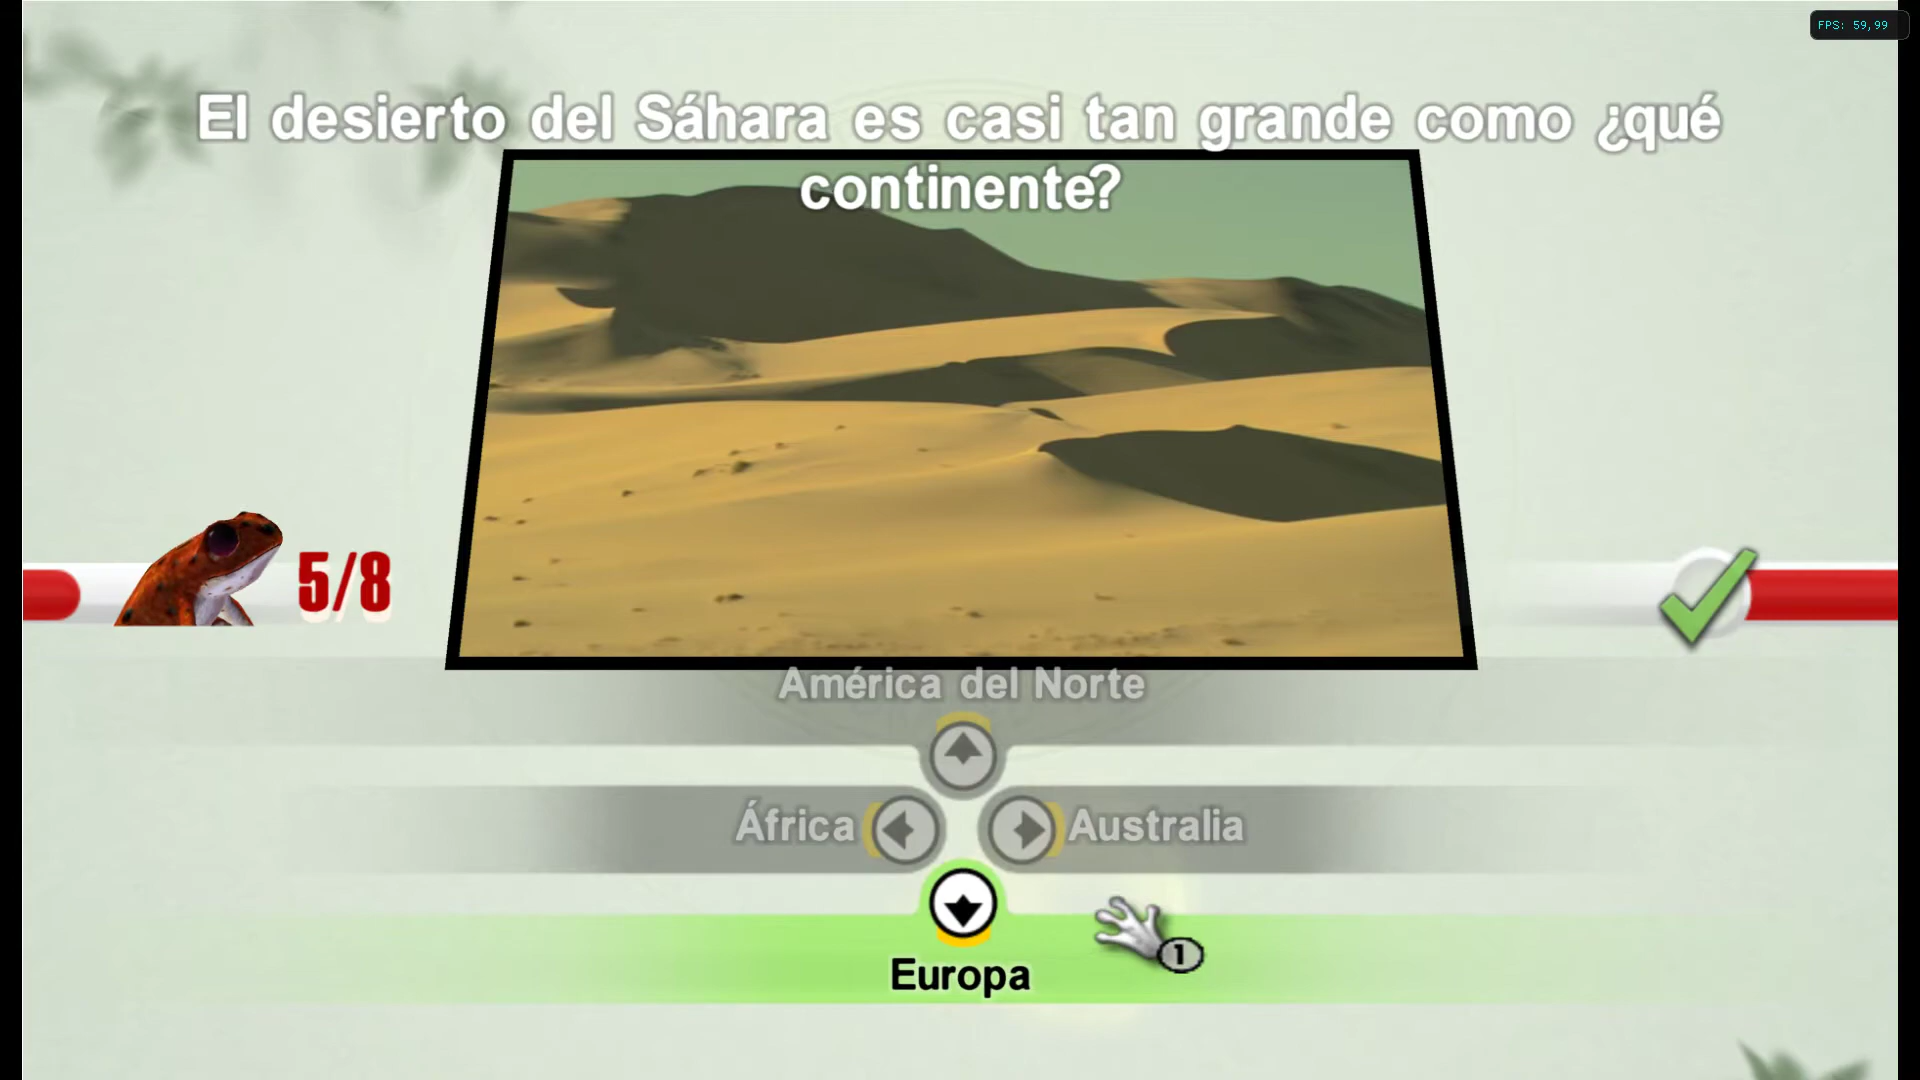 FPS: 59,99
El desierto del Sáhara es casi tan grande como ¿qué
continente?
5/8
América del Norte
África
Australia
Europa
1